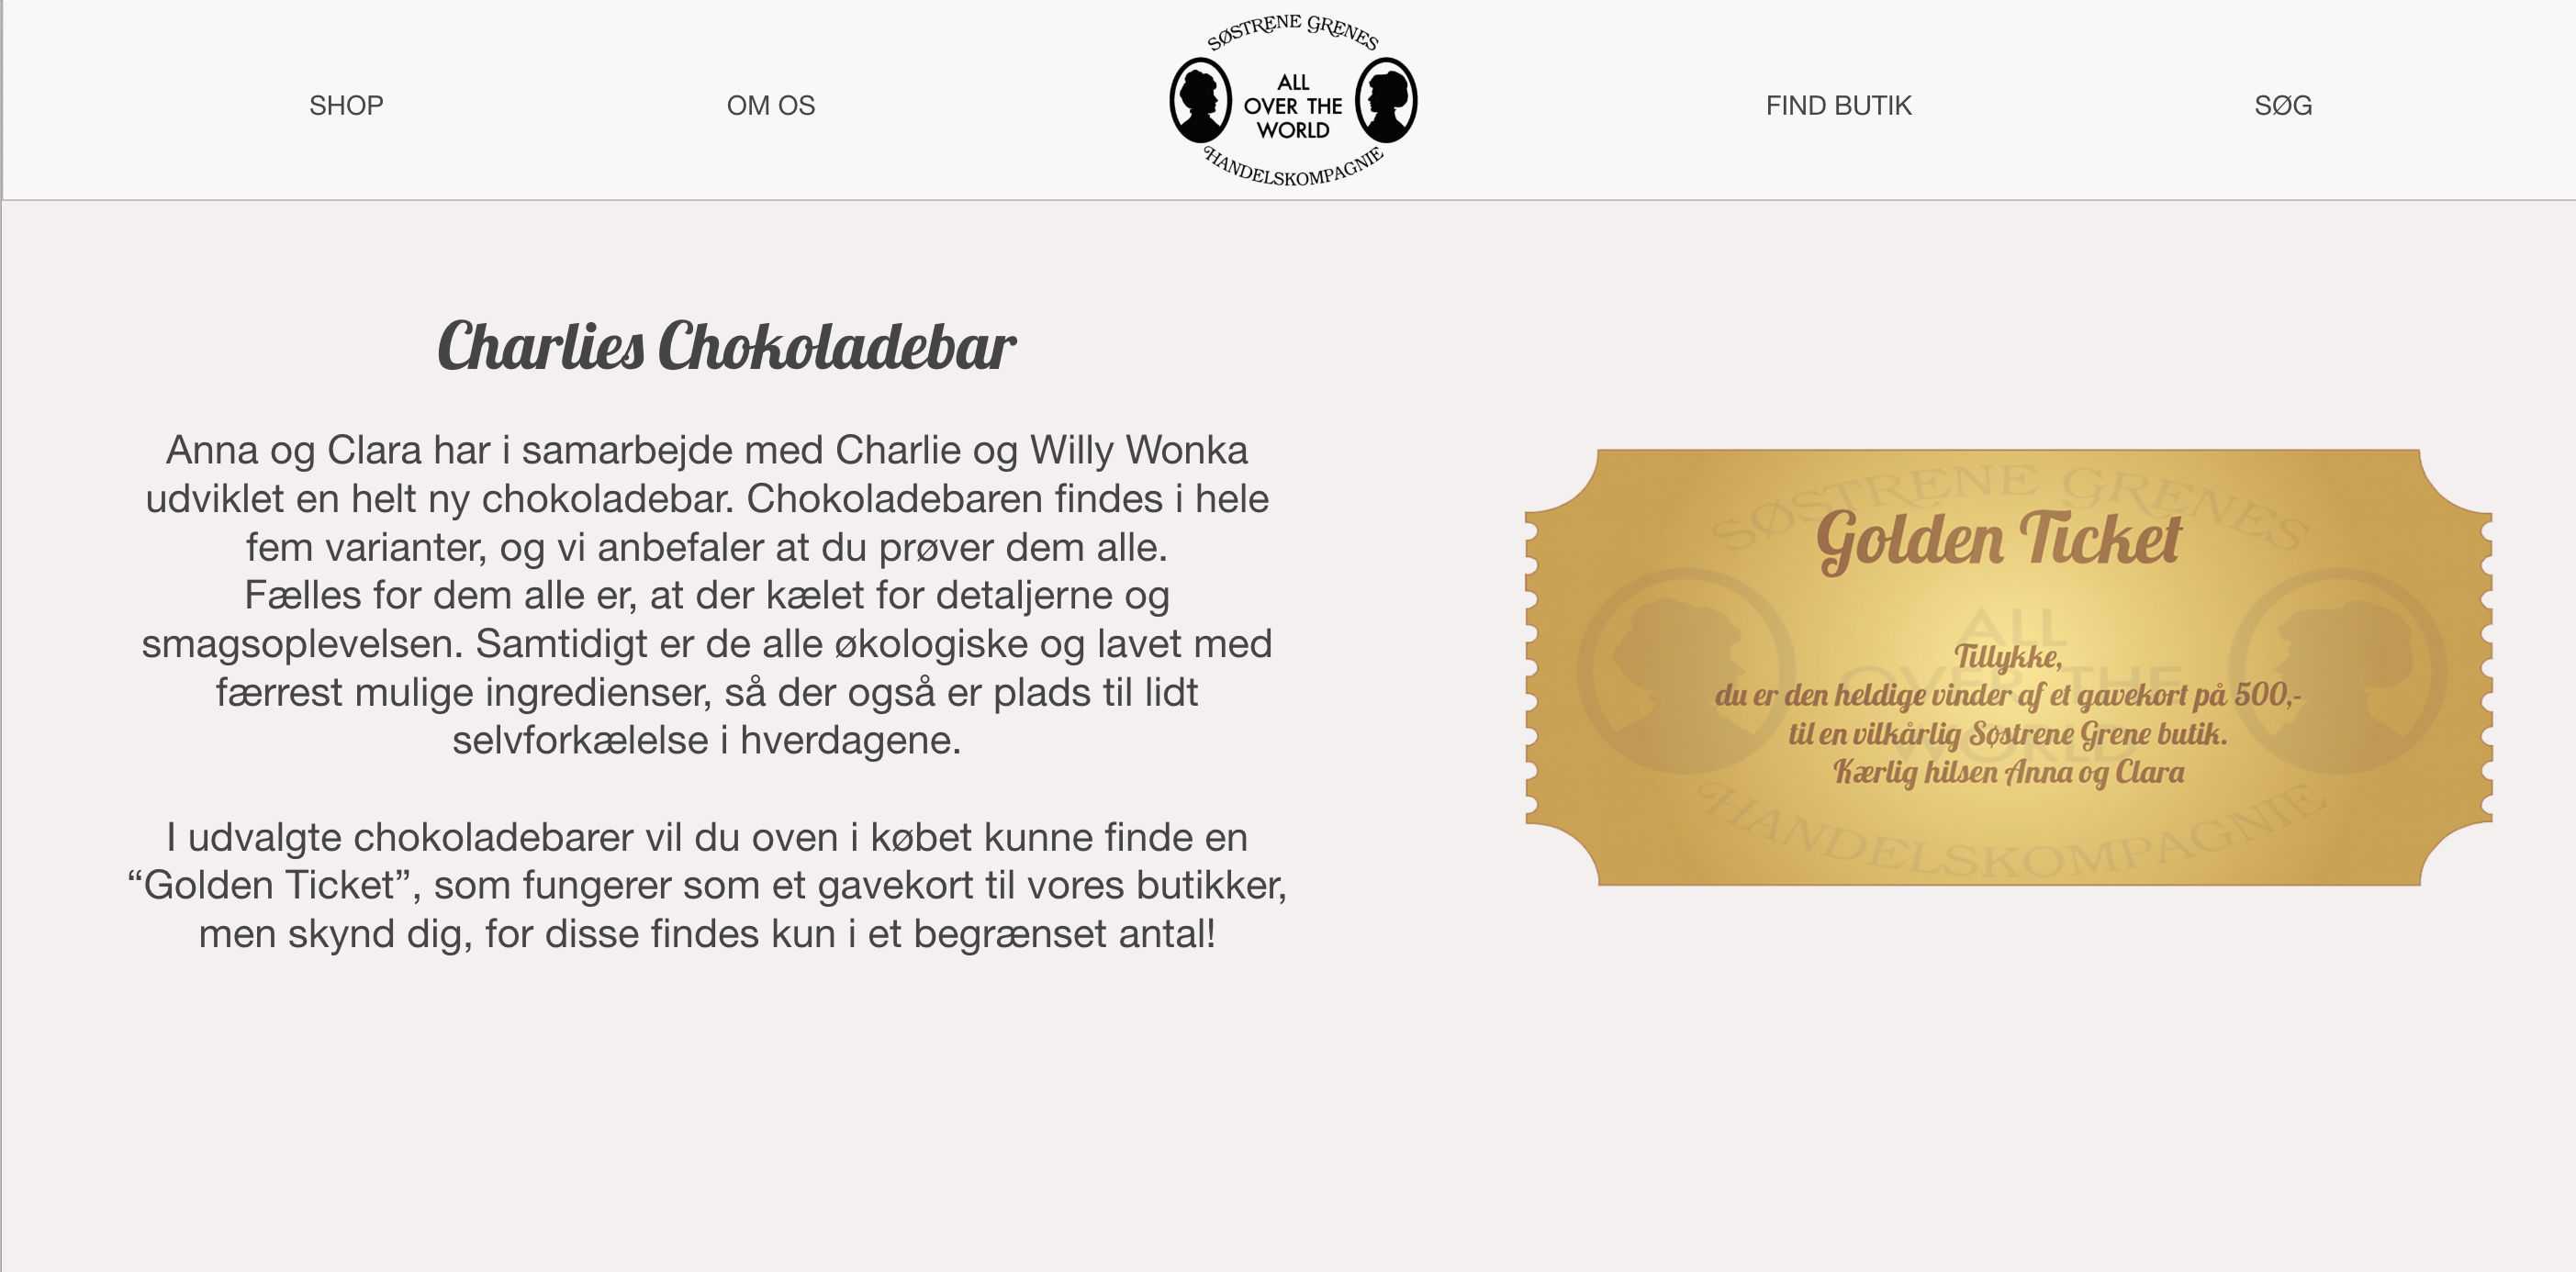 SØSTRENE GRENES
SHOP
OM OS
ALL
OVER THE
WORLD
FIND BUTIK
SØG
HANDELSKOMPAGNIE
Charlies Chokoladebar
Anna og Clara har i samarbejde med Charlie og Willy Wonka
udviklet en helt ny chokoladebar. Chokoladebaren findes i hele
fem varianter, og vi anbefaler at du prøver dem alle.
Fælles for dem alle er, at der kælet for detaljerne og
smagsoplevelsen. Samtidigt er de alle økologiske og lavet med
færrest mulige ingredienser, så der også er plads til lidt
selvforkælelse i hverdagene.
I udvalgte chokoladebarer vil du oven i købet kunne finde en
“Golden Ticket”, som fungerer som et gavekort til vores butikker,
men skynd dig, for disse findes kun i et begrænset antal!
SØSTRENE GRENES
Golden Ticket
ALL
OVER THE
WORLD
Tillykke,
du er den heldige vinder af et gavekort på 500,-
til en vilkårlig Søstrene Grene butik.
Kærlig hilsen Anna og Clara
HANDELSKOMPAGNIE